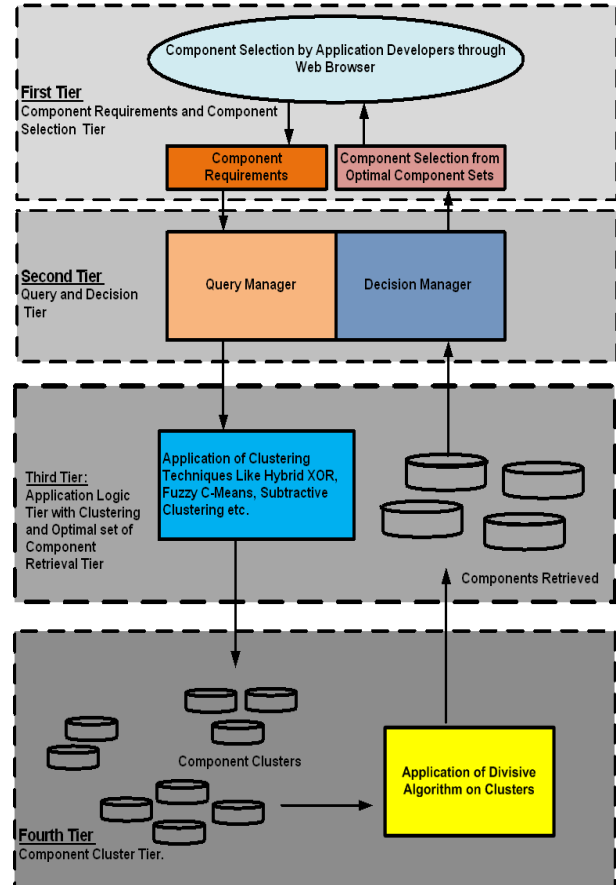 Component Selection by Application Developers through
Web Browser
First Tier
Component Requirements and Component
Selection Tier
Component
Requirements
Component Selection from
Optimal Component Sets
Second Tier
Query and Decision
Tier
Query Manager
Decision Manager
Third Tier:
Application Logic
Tier with Clustering
and Optimal set of
Component
Retrieval Tier
Application of Clustering
Techniques Like Hybrid XOR,
Fuzzy C-Means, Subtractive
Clustering etc.
Components Retrieved
Component Clusters
Application of Divisive
Algorithm on Clusters
Fourth Tier
Component Cluster Tier.